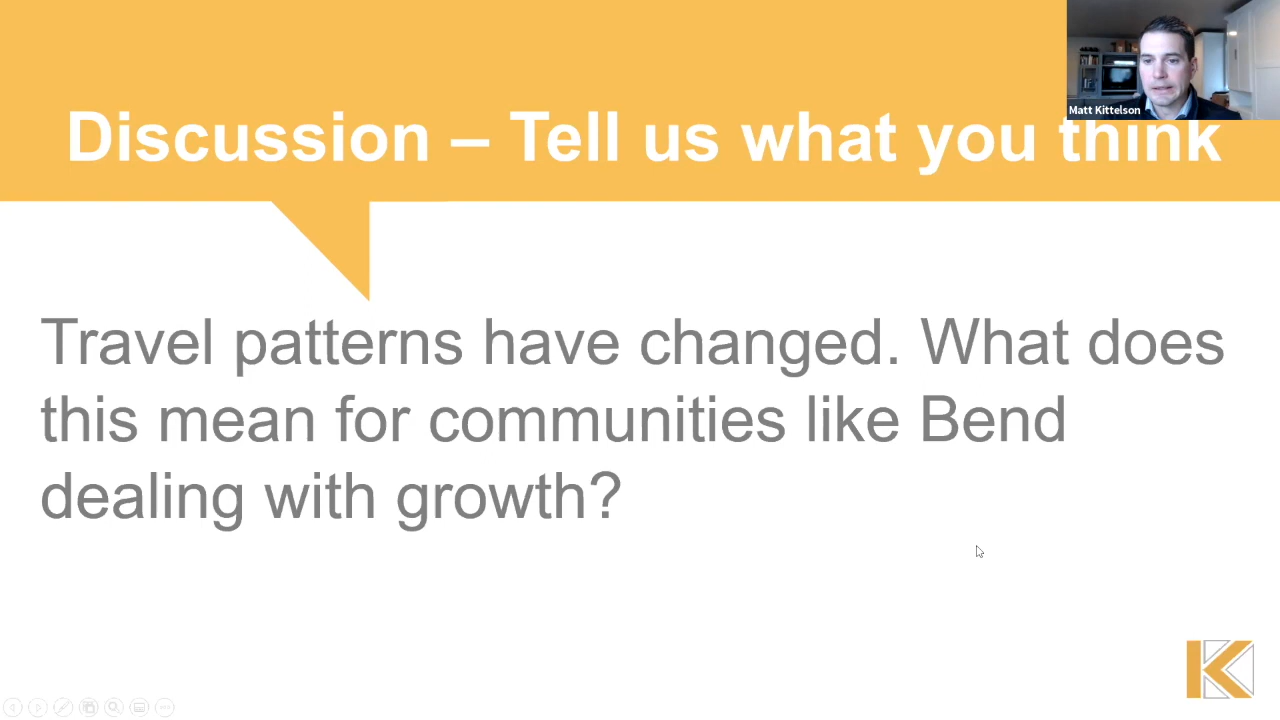 Matt Kittelson
Discussion – Tell us what you think
Travel patterns have changed. What does
this mean for communities like Bend
dealing with growth?